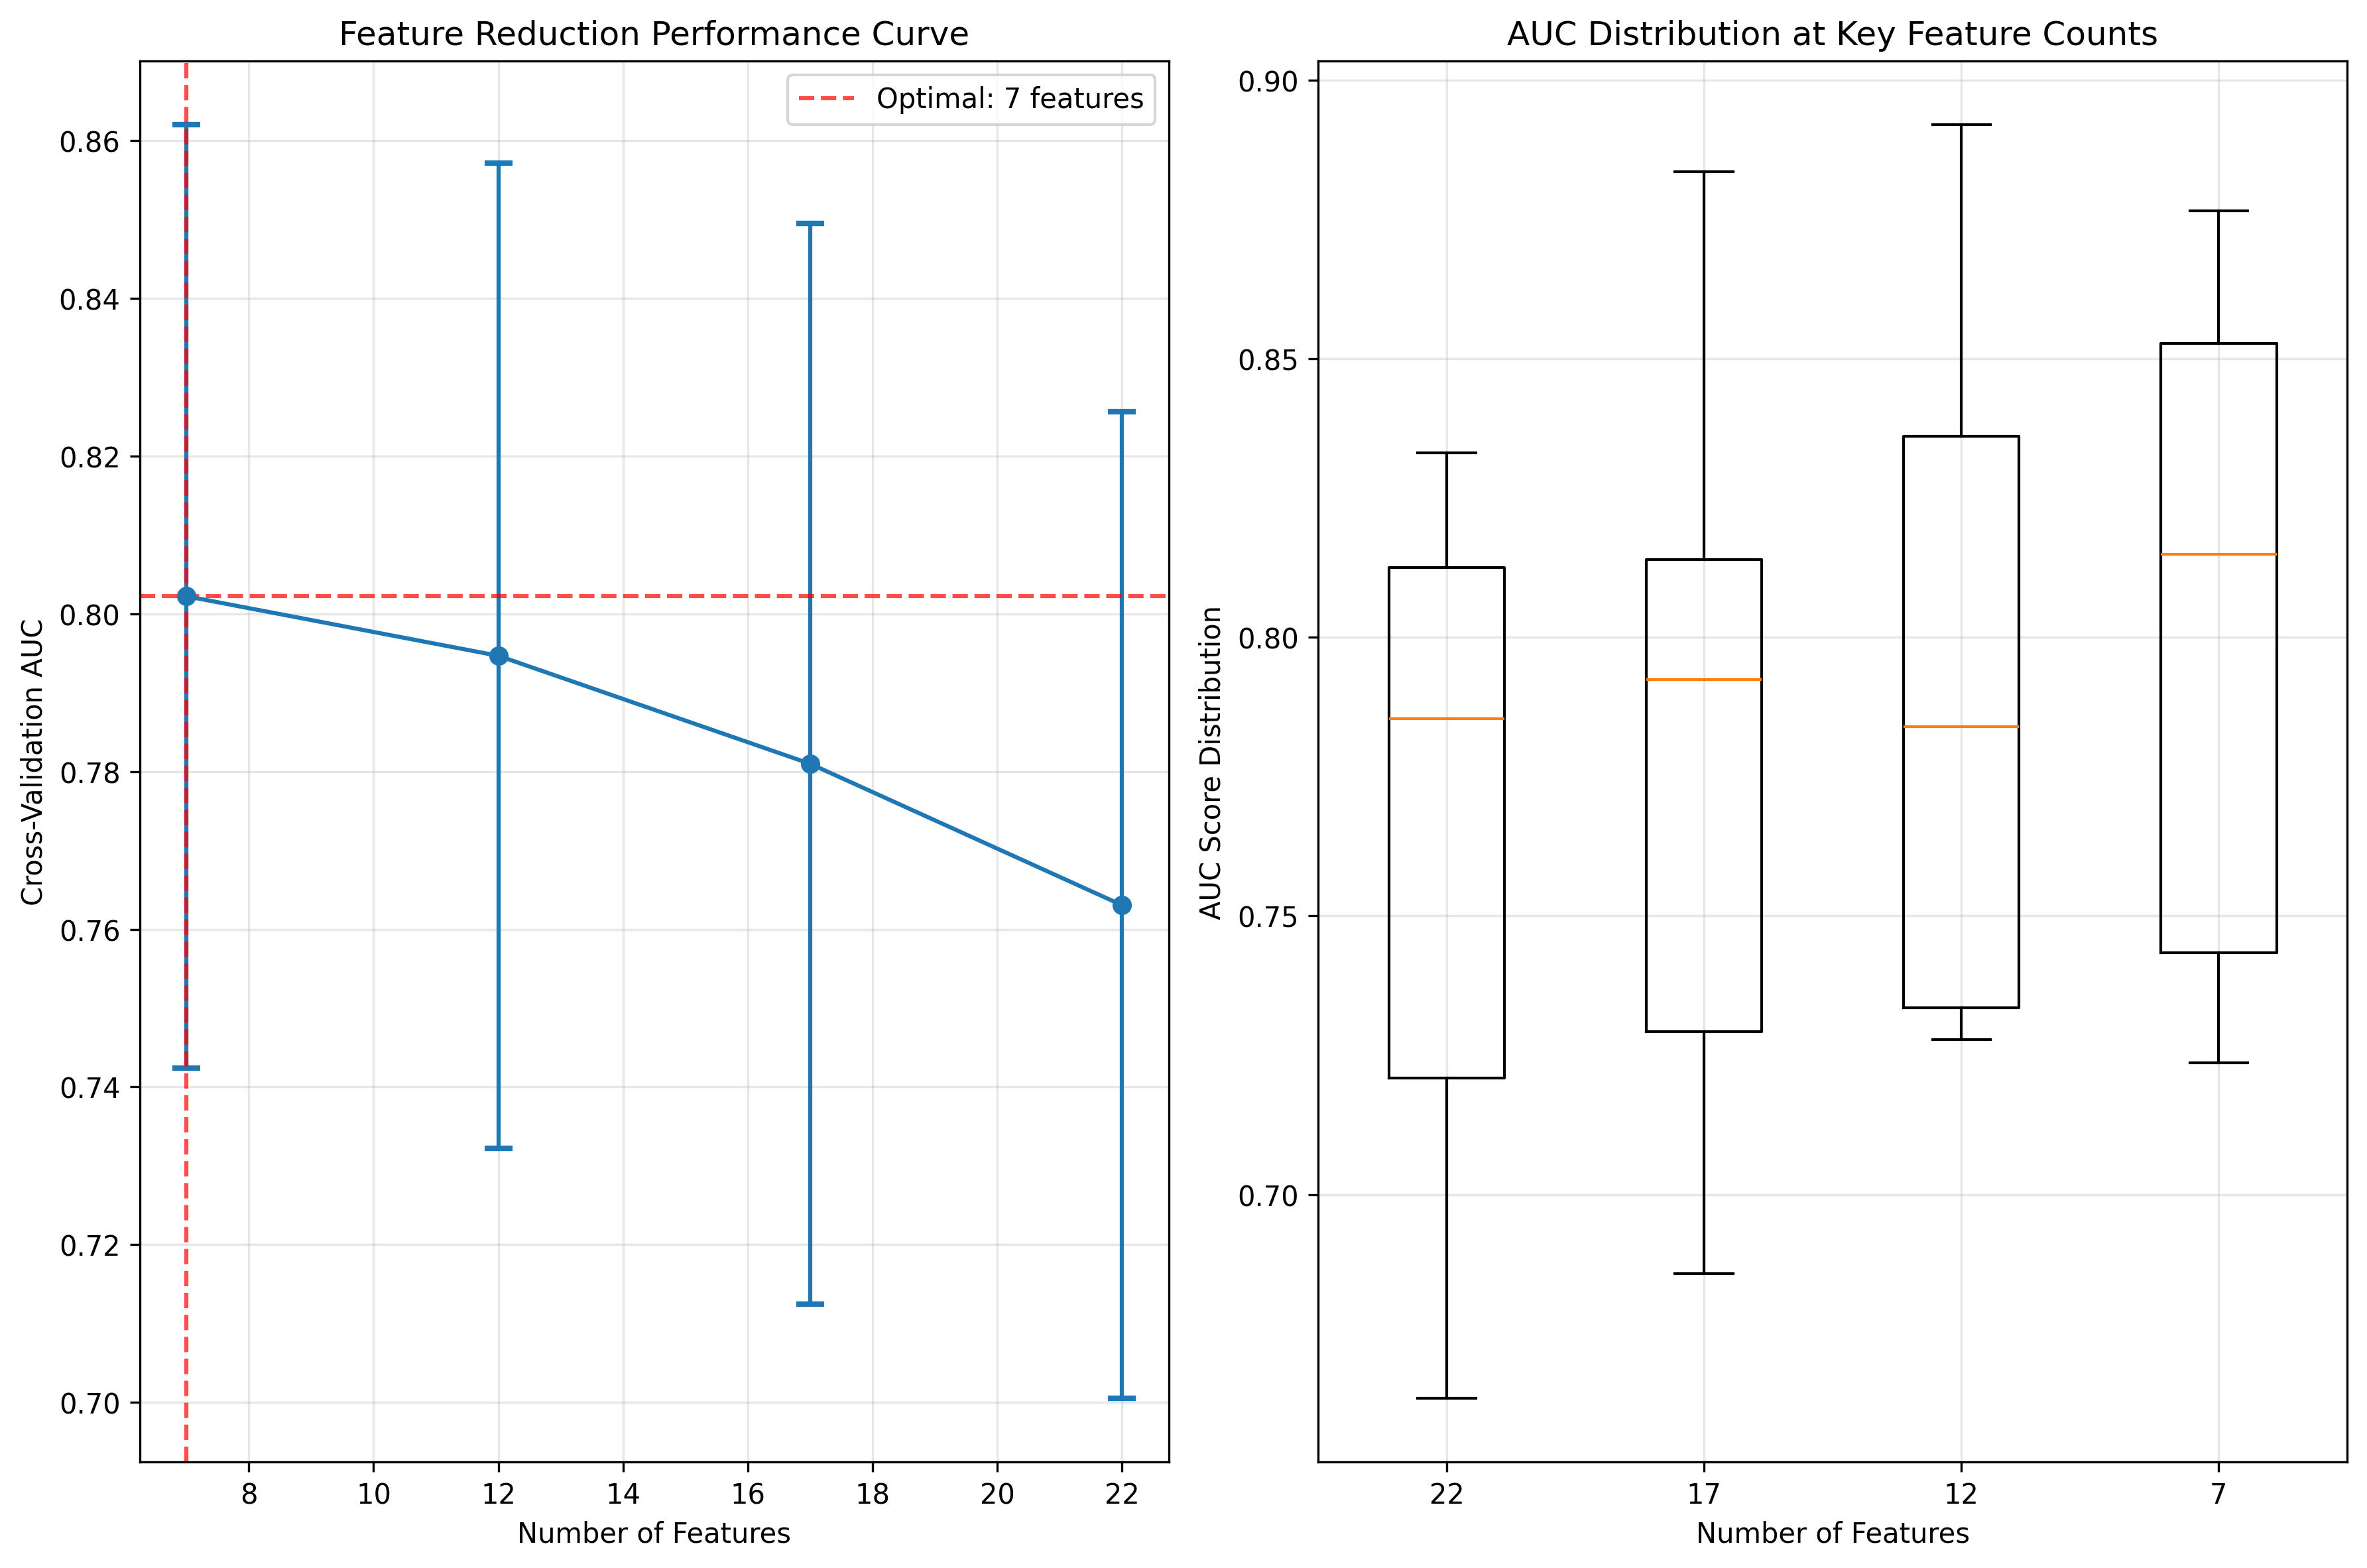 Feature Reduction Performance Curve
Optimal: 7 features
0.86
0.84
0.82
0.80
0.78
0.76
0.74
0.72
0.70
Cross-Validation AUC
8 10 12 14 16 18 20 22
Number of Features
AUC Distribution at Key Feature Counts
0.90
0.85
0.80
0.75
0.70
AUC Score Distribution
22 17 12 7
Number of Features